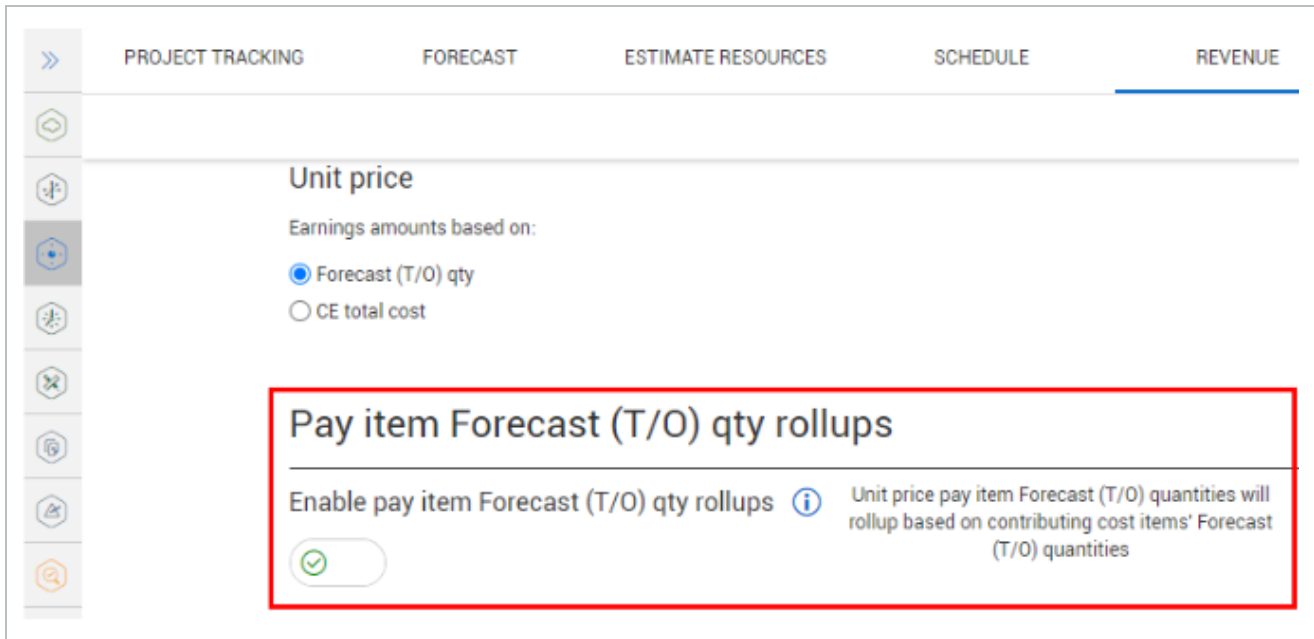 PROJECT TRACKING FORECAST ESTIMATE RESOURCES SCHEDULE REVENUE
Unit price
Earnings amounts based on:
Forecast (T/O) qty
CE total cost
Pay item Forecast (T/O) qty rollups
Enable pay item Forecast (T/O) qty rollups
Unit price pay item Forecast (T/O) quantities will
rollup based on contributing cost items' Forecast
(T/O) quantities